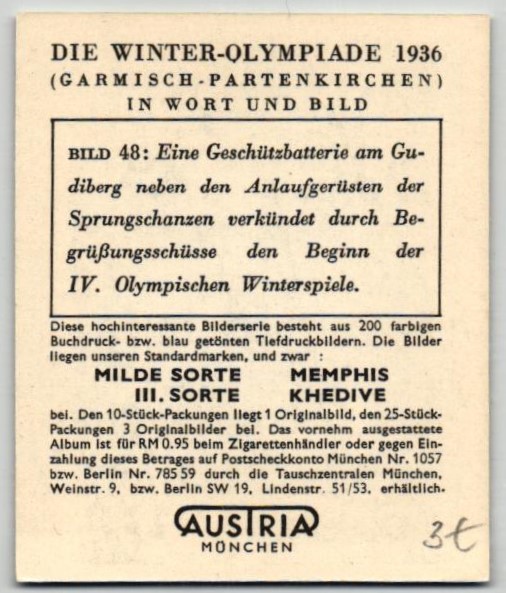 DIE WINTER-OLYMPIADE 1936
(GARMISCH-PARTENKIRCHEN)
IN WORT UND BILD
BILD 48: Eine Geschützbatterie am Gu-
diberg neben den Anlaufgerüsten der
Sprungschanzen verkündet durch Be-
grüßungsschüsse den Beginn der
IV. Olympischen Winterspiele.
Diese hochinteressante Bilderserie besteht aus 200 farbigen
Buchdruck- bzw. blau getönten Tiefdruckbildern. Die Bilder
liegen unseren Standardmarken, und zwar :
MILDE SORTE MEMPHIS
III. SORTE KHEDIVE
bei. Den 10-Stück-Packungen liegt 1 Originalbild, den 25-Stück-
Packungen 3 Originalbilder bei. Das vornehm ausgestattete
Album ist für RM 0.95 beim Zigarettenhändler oder gegen Ein-
zahlung dieses Betrages auf Postscheckkonto München Nr. 1057
bzw. Berlin Nr. 785 59 durch die Tauschzentralen München,
Weinstr. 9, bzw. Berlin SW 19, Lindenstr. 51/53, erhältlich.
AUSTRIA
MÜNCHEN